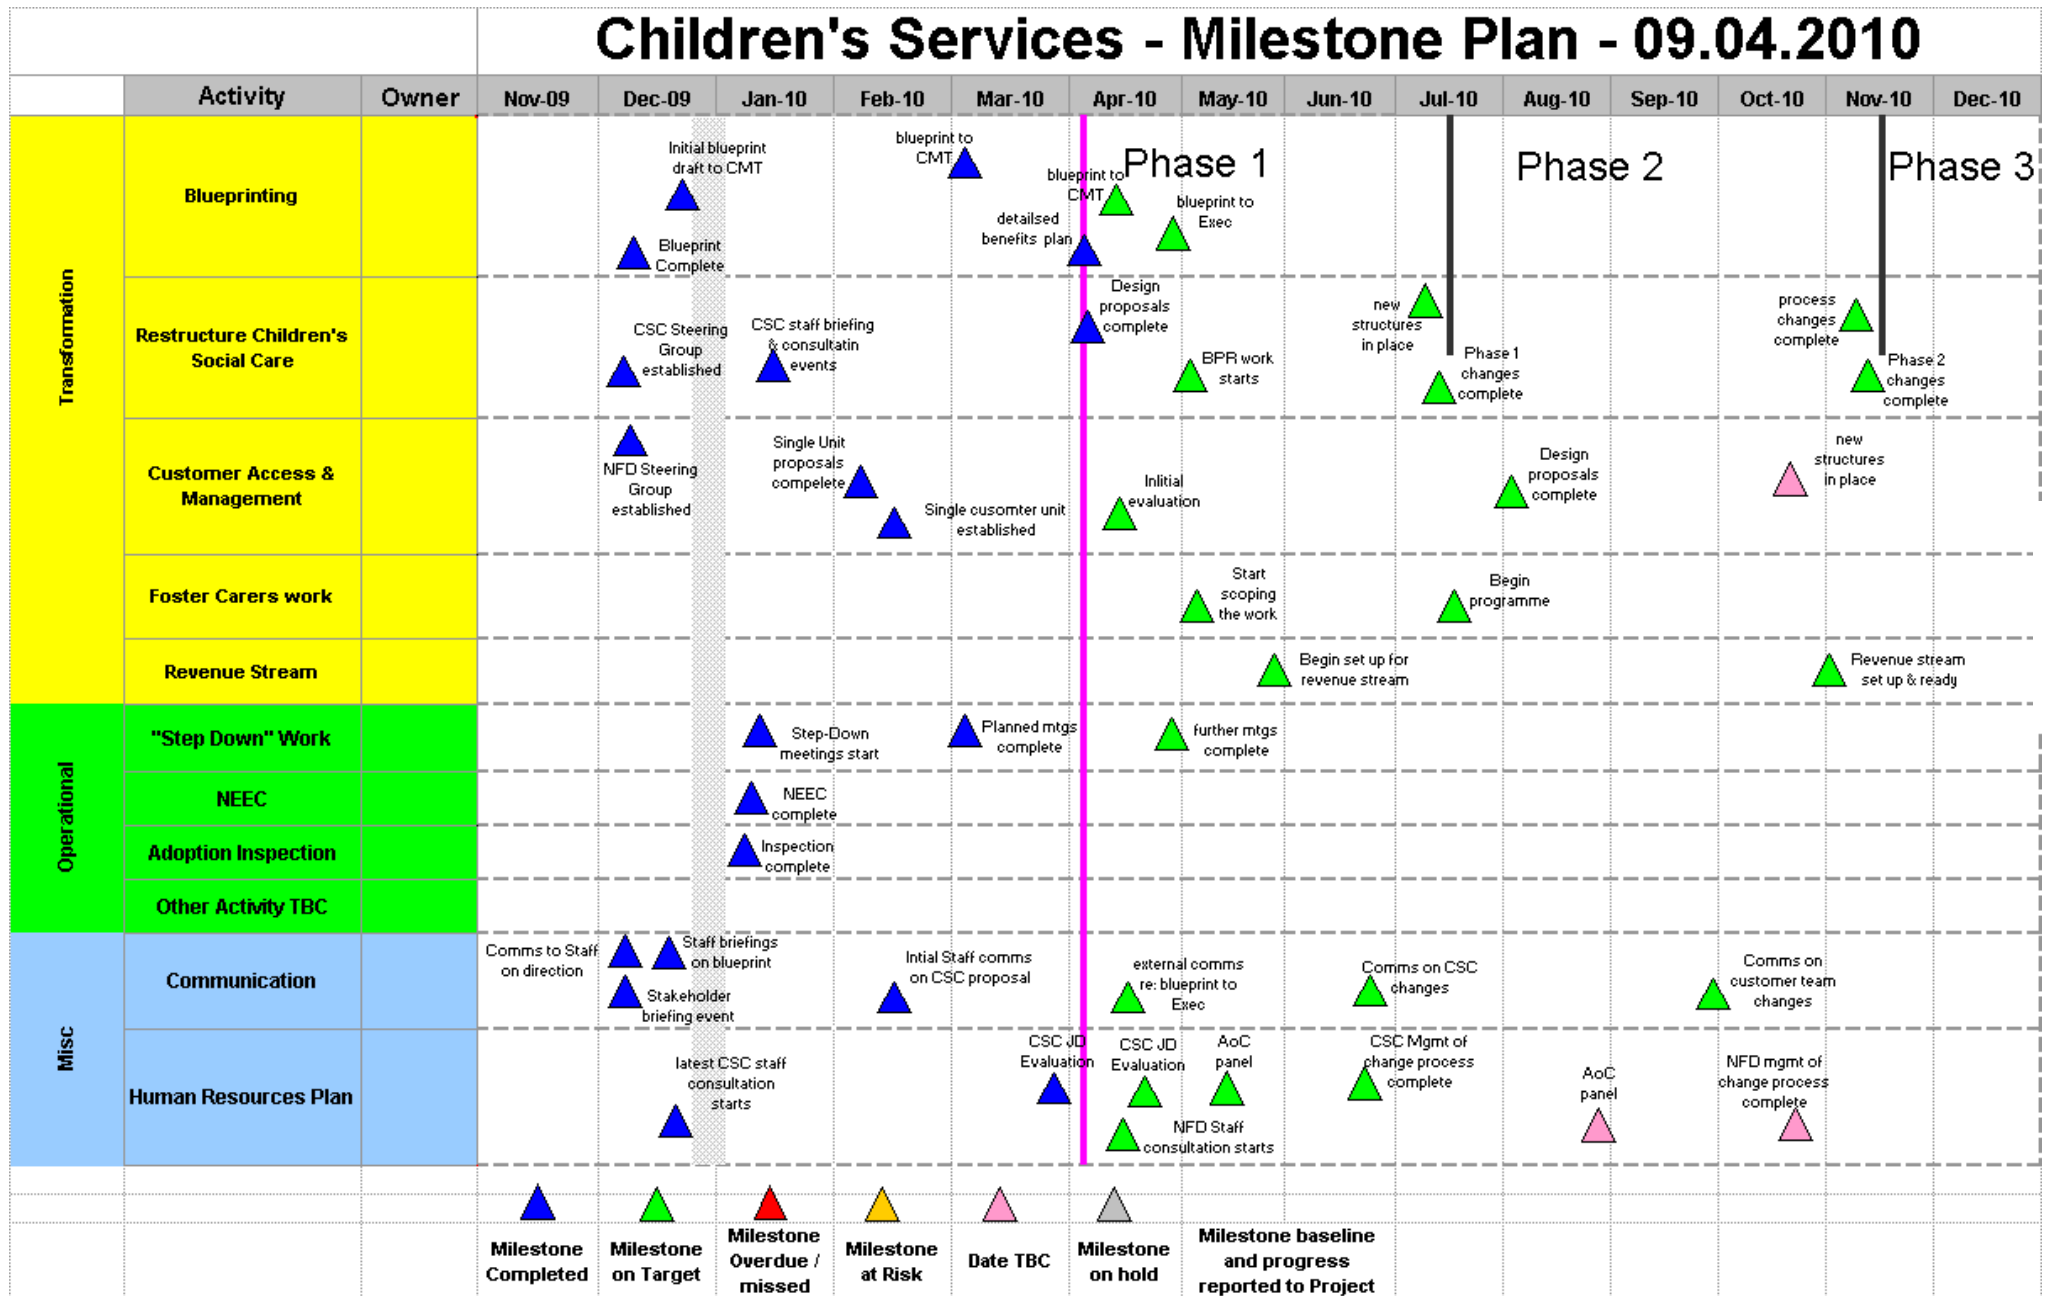 Children's Services - Milestone Plan - 09.04.2010
Activity
Owner
Nov-09
Dec-09
Jan-10
Feb-10
Mar-10
Apr-10
May-10
Jun-10
Jul-10
Aug-10
Sep-10
Oct-10
Nov-10
Dec-10
Phase 1
Phase 2
Phase 3
Transformation
Blueprinting
Initial blueprint
draft to CMT
Blueprint
Complete
blueprint to
CMT
detailsed
benefits plan
blueprint to
CMT
blueprint to
Exec
Restructure Children's
Social Care
CSC Steering
Group
established
CSC staff briefing
& consultatin
events
Design
proposals
complete
BPR work
starts
new
structures
in place
Phase 1
changes
complete
process
changes
complete
Phase 2
changes
complete
Customer Access &
Management
NFD Steering
Group
established
Single Unit
proposals
compelete
Single cusomter unit
established
Inlitial
evaluation
Design
proposals
complete
new
structures
in place
Foster Carers work
Start
scoping
the work
Begin
programme
Revenue Stream
Begin set up for
revenue stream
Revenue stream
set up & ready
Operational
"Step Down" Work
Step-Down
meetings start
Planned mtgs
complete
further mtgs
complete
NEEC
NEEC
complete
Adoption Inspection
Inspection
complete
Other Activity TBC
Misc
Communication
Comms to Staff
on direction
Staff briefings
on blueprint
Stakeholder
briefing event
Intial Staff comms
on CSC proposal
external comms
re: blueprint to
Exec
Comms on CSC
changes
Comms on
customer team
changes
Human Resources Plan
latest CSC staff
consultation
starts
CSC JD
Evaluation
CSC JD
Evaluation
NFD Staff
consultation starts
AoC
panel
CSC Mgmt of
change process
complete
AoC
panel
NFD mgmt of
change process
complete
Milestone
Completed
Milestone
on Target
Milestone
Overdue /
missed
Milestone
at Risk
Date TBC
Milestone
on hold
Milestone baseline
and progress
reported to Project